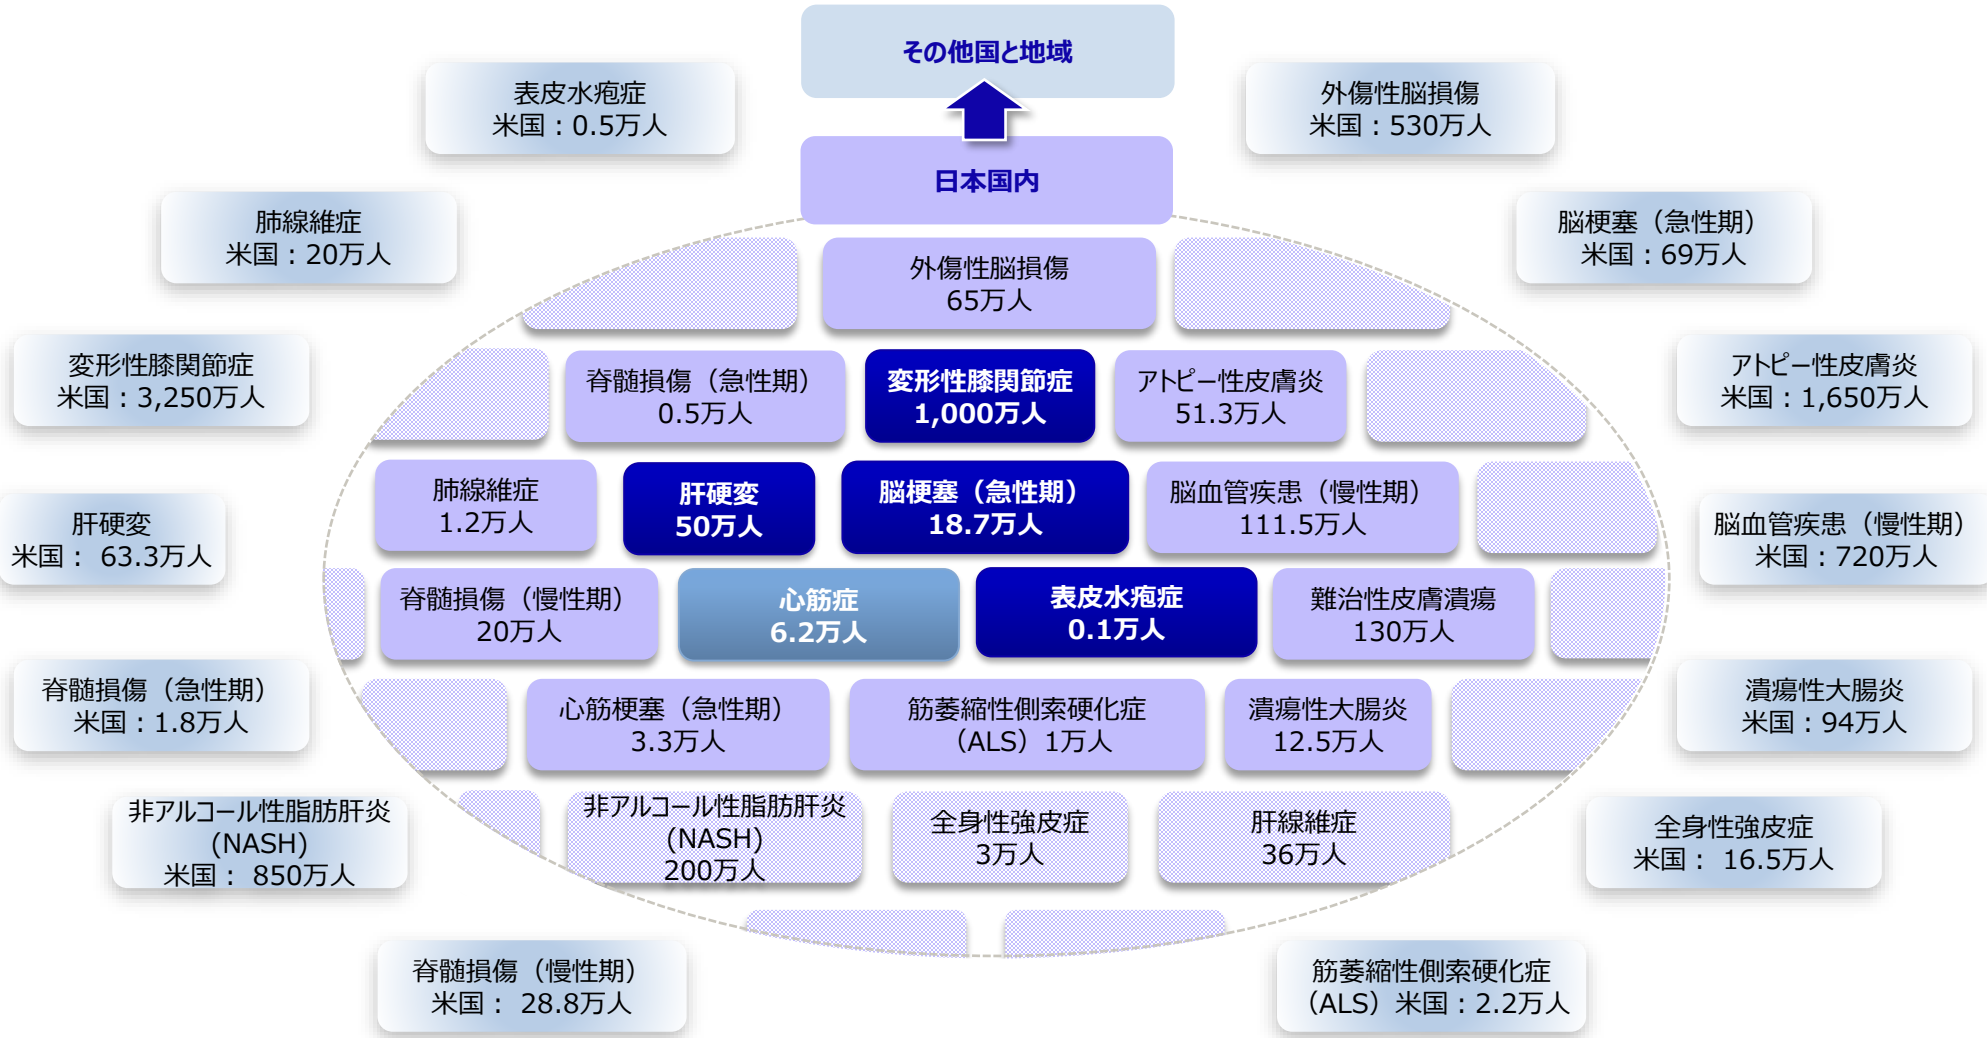 その他国と地域
日本国内
表皮水疱症
米国：0.5万人
外傷性脳損傷
米国：530万人
肺線維症
米国：20万人
脳梗塞（急性期）
米国：69万人
変形性膝関節症
米国：3,250万人
アトピー性皮膚炎
米国：1,650万人
肝硬変
米国： 63.3万人
脳血管疾患（慢性期）
米国：720万人
脊髄損傷（急性期）
米国：1.8万人
潰瘍性大腸炎
米国：94万人
非アルコール性脂肪肝炎
(NASH)
米国： 850万人
全身性強皮症
米国： 16.5万人
脊髄損傷（慢性期）
米国： 28.8万人
筋萎縮性側索硬化症
（ALS）米国：2.2万人
外傷性脳損傷
65万人
脊髄損傷（急性期）
0.5万人
変形性膝関節症
1,000万人
アトピー性皮膚炎
51.3万人
肺線維症
1.2万人
肝硬変
50万人
脳梗塞（急性期）
18.7万人
脳血管疾患（慢性期）
111.5万人
脊髄損傷（慢性期）
20万人
心筋症
6.2万人
表皮水疱症
0.1万人
難治性皮膚潰瘍
130万人
心筋梗塞（急性期）
3.3万人
筋萎縮性側索硬化症
（ALS）1万人
潰瘍性大腸炎
12.5万人
非アルコール性脂肪肝炎
(NASH)
200万人
全身性強皮症
3万人
肝線維症
36万人